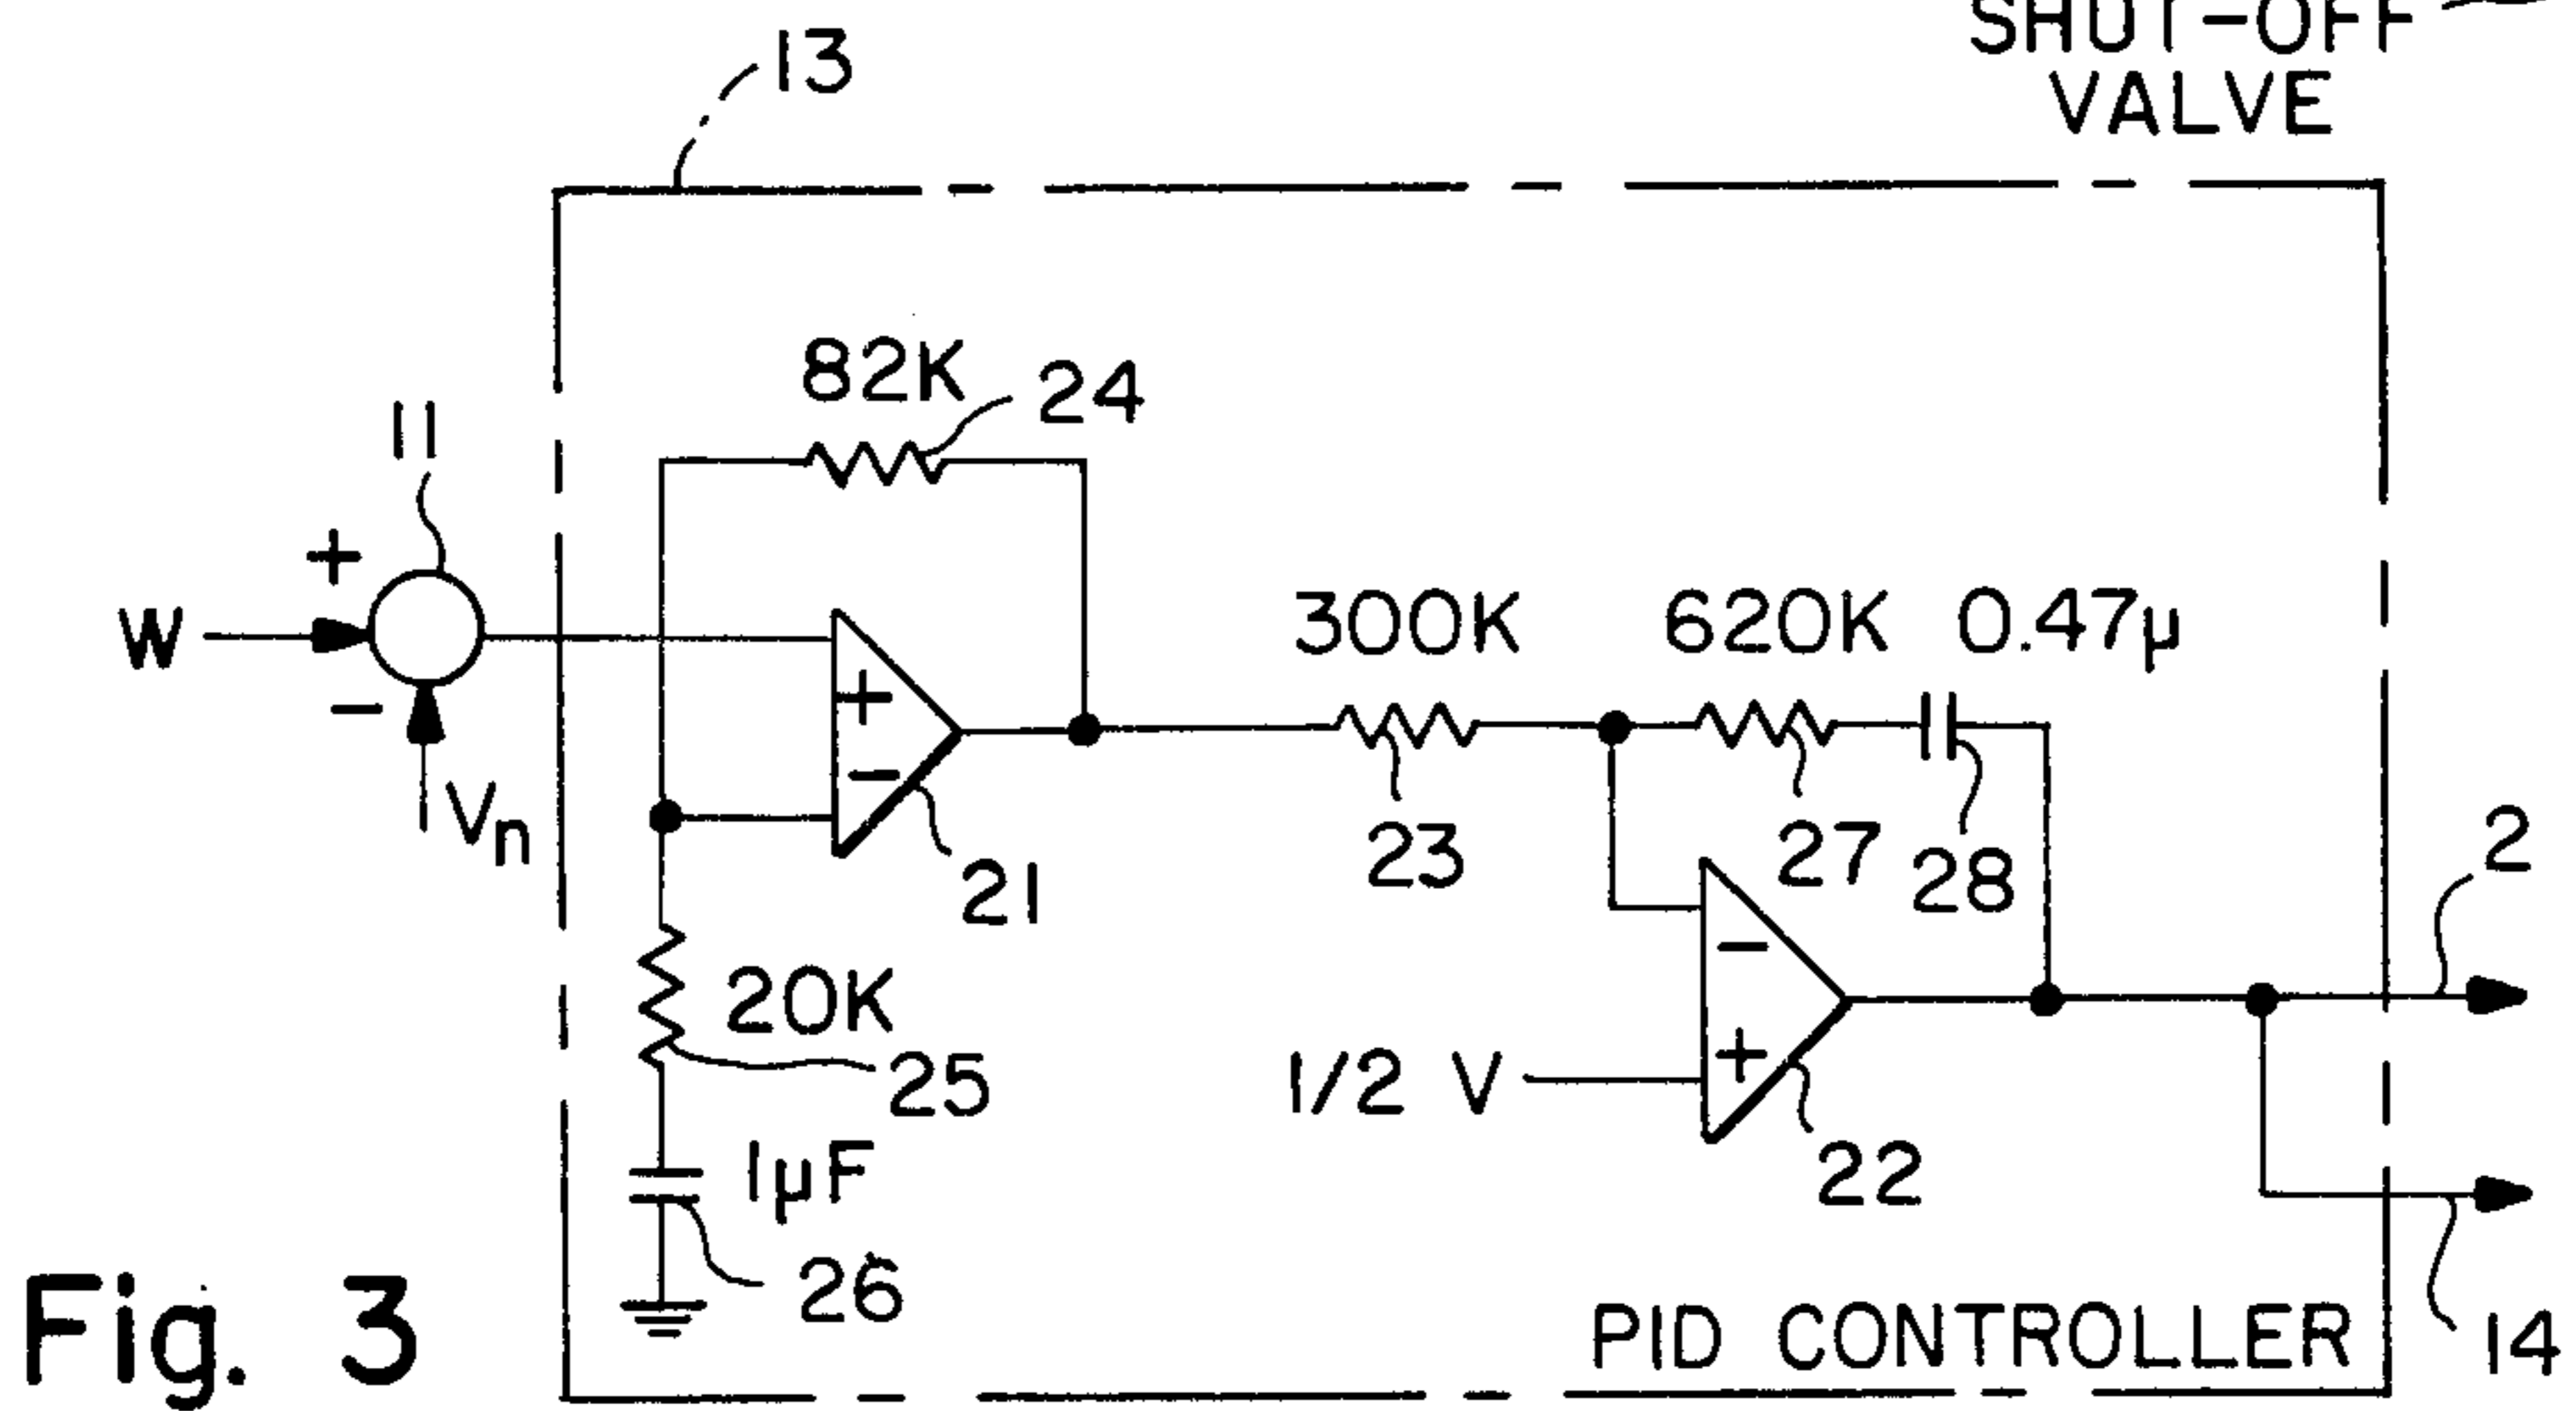 SHUT-OFF
VALVE
13
82K
24
11
+
W
−
Vn
+
−
21
300K
620K
0.47μ
23
27
28
2
20K
25
−
+
1/2 V
22
1μF
26
14
PID CONTROLLER
Fig. 3